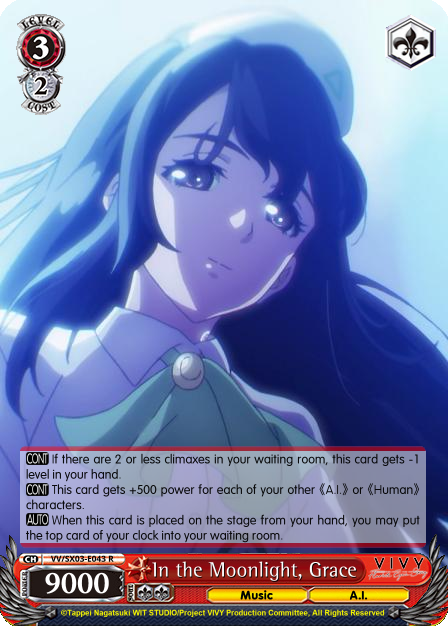 LEVEL
3
2
COST
CONT If there are 2 or less climaxes in your waiting room, this card gets -1
level in your hand.
CONT This card gets +500 power for each of your other 《A.I.》 or 《Human》
characters.
AUTO When this card is placed on the stage from your hand, you may put
the top card of your clock into your waiting room.
CH VV/SX03-E043 R
POWER 9000 SOUL In the Moonlight, Grace VIVY
Music A.I.
©Tappei Nagatsuki WIT STUDIO/Project VIVY Production Committee, All Rights Reserved